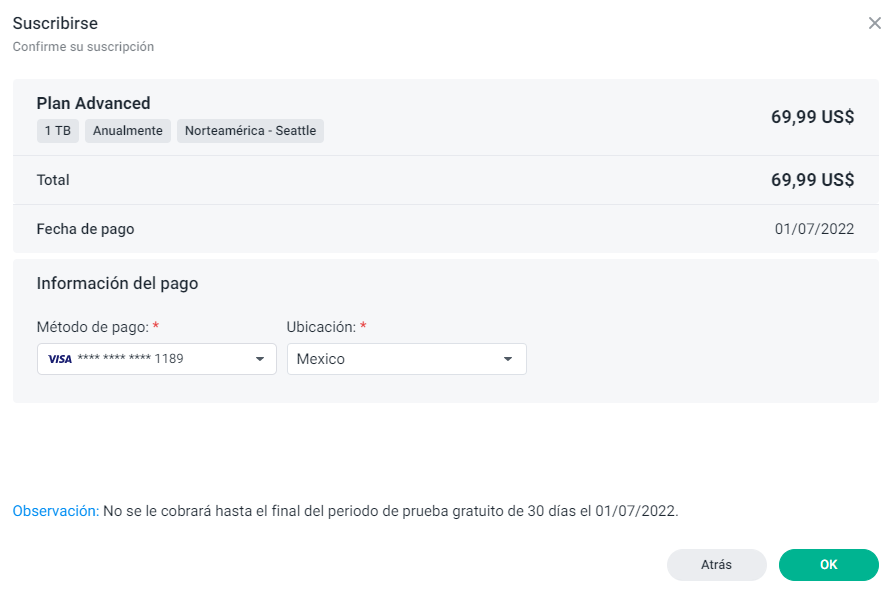 Suscribirse
Confirme su suscripción
Plan Advanced
1 TB Anualmente Norteamérica - Seattle
69,99 US$
Total 69,99 US$
Fecha de pago 01/07/2022
Información del pago
Método de pago: * Ubicación: *
VISA **** **** **** 1189 Mexico
Observación: No se le cobrará hasta el final del periodo de prueba gratuito de 30 días el 01/07/2022.
Atrás OK